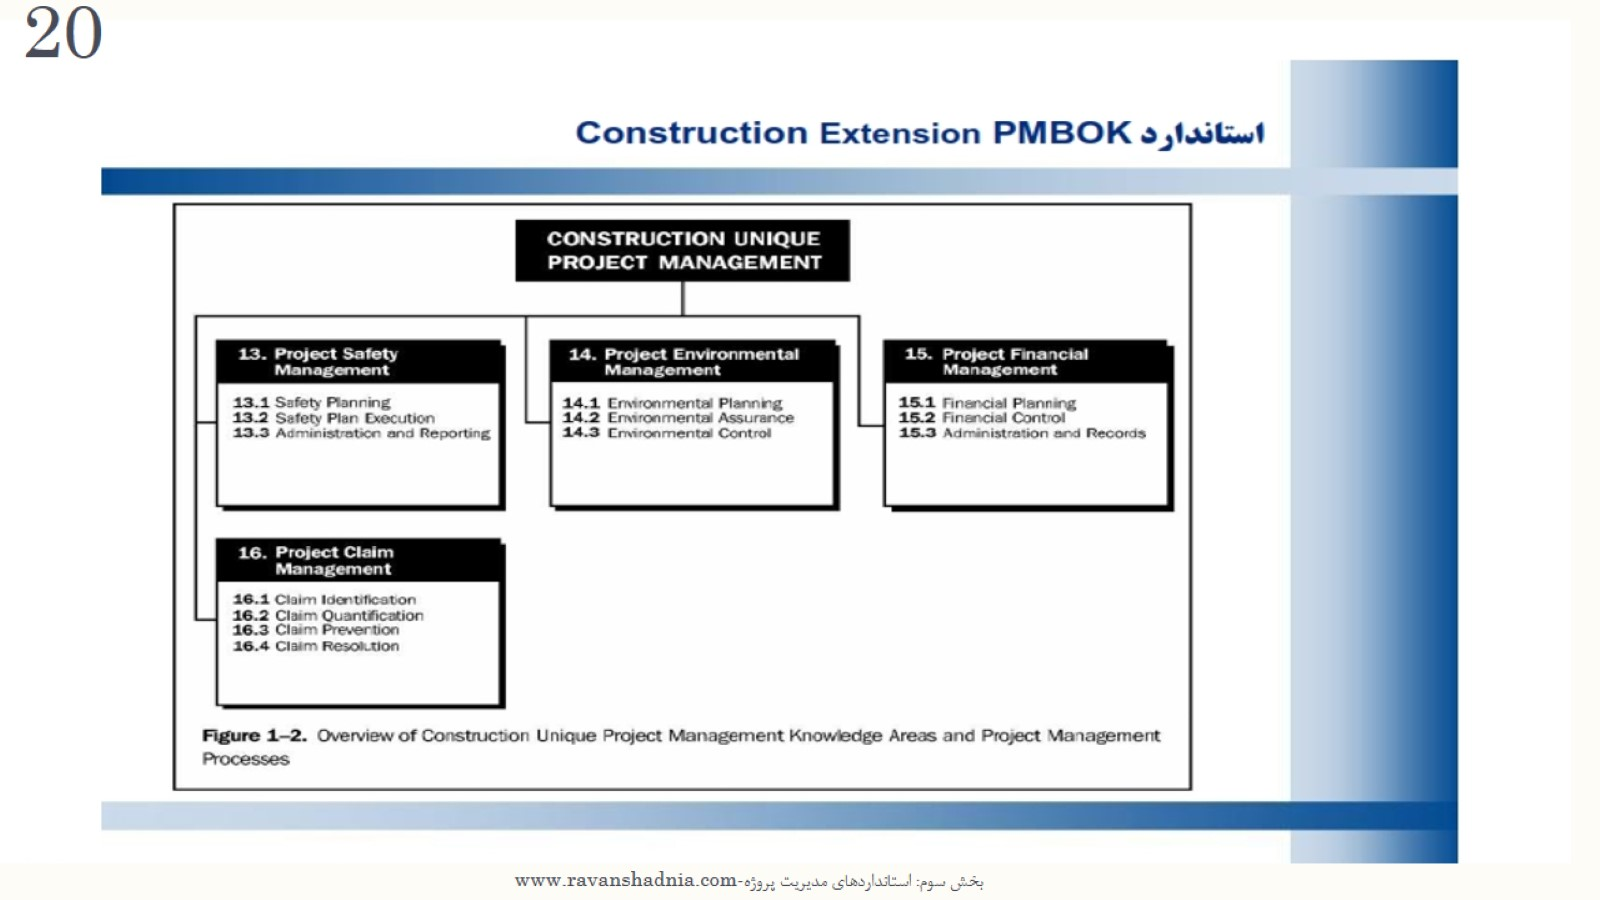 20
استاندارد Construction Extension PMBOK
CONSTRUCTION UNIQUE
PROJECT MANAGEMENT
13. Project Safety
Management
13.1 Safety Planning
13.2 Safety Plan Execution
13.3 Administration and Reporting
14. Project Environmental
Management
14.1 Environmental Planning
14.2 Environmental Assurance
14.3 Environmental Control
15. Project Financial
Management
15.1 Financial Planning
15.2 Financial Control
15.3 Administration and Records
16. Project Claim
Management
16.1 Claim Identification
16.2 Claim Quantification
16.3 Claim Prevention
16.4 Claim Resolution
Figure 1–2. Overview of Construction Unique Project Management Knowledge Areas and Project Management
Processes
بخش سوم: استانداردهای مدیریت پروژه-www.ravanshadnia.com